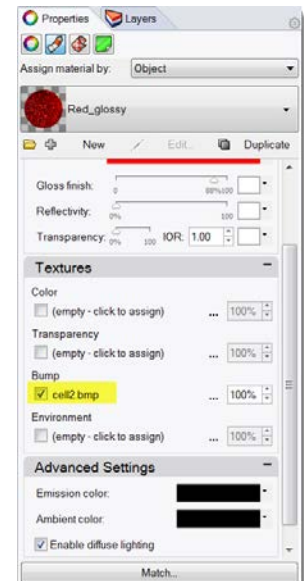 Properties Layers
Assign material by: Object
Red_glossy
New Edit... Duplicate
Gloss finish: 0 88% 100
Reflectivity: 0% 100
Transparency: 0% 100 IOR: 1.00
Textures
Color
(empty - click to assign) ... 100%
Transparency
(empty - click to assign) ... 100%
Bump
cell2.bmp ... 100%
Environment
(empty - click to assign) ... 100%
Advanced Settings
Emission color:
Ambient color:
Enable diffuse lighting
Match...